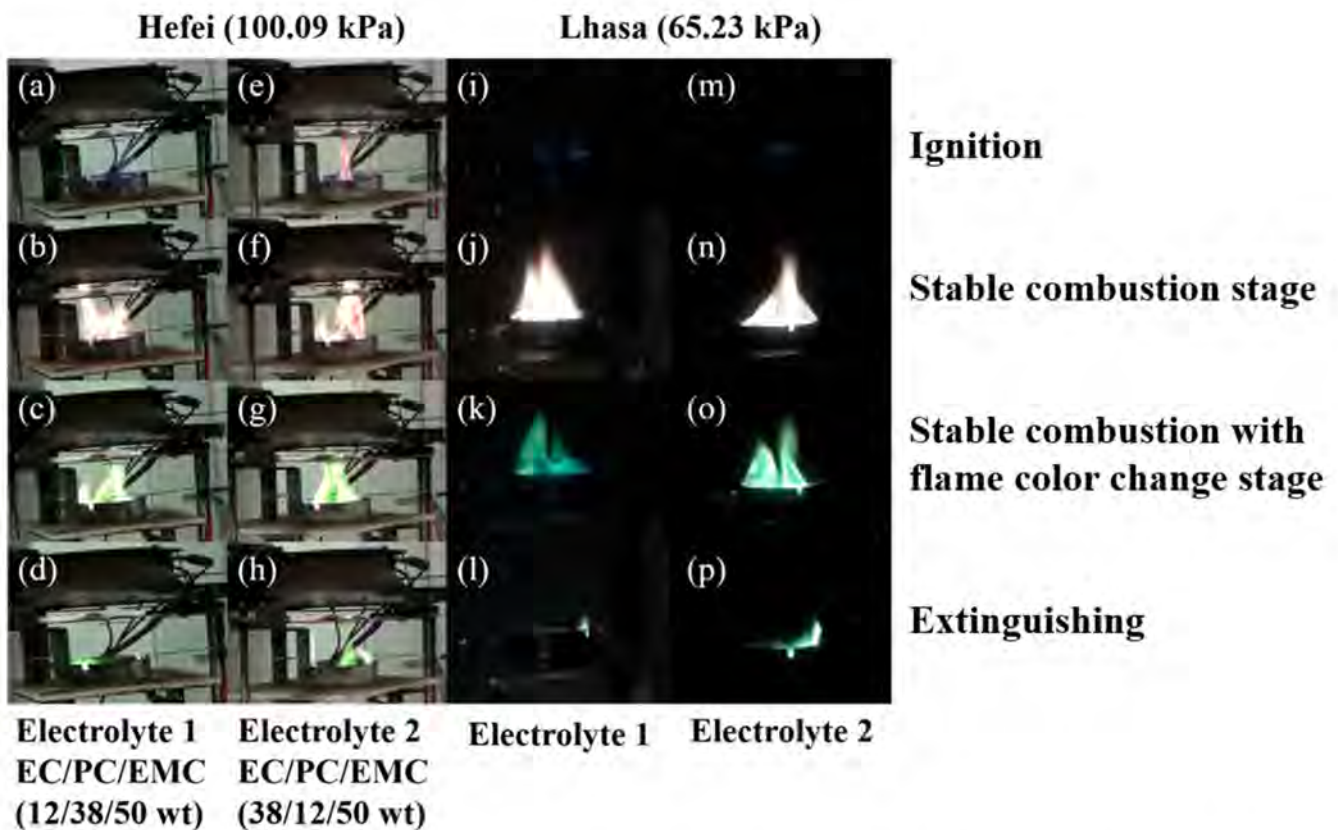 Hefei (100.09 kPa) Lhasa (65.23 kPa)
(a) (e) (i) (m) Ignition
(b) (f) (j) (n) Stable combustion stage
(c) (g) (k) (o) Stable combustion with
flame color change stage
(d) (h) (l) (p) Extinguishing
Electrolyte 1 Electrolyte 2 Electrolyte 1 Electrolyte 2
EC/PC/EMC EC/PC/EMC
(12/38/50 wt) (38/12/50 wt)